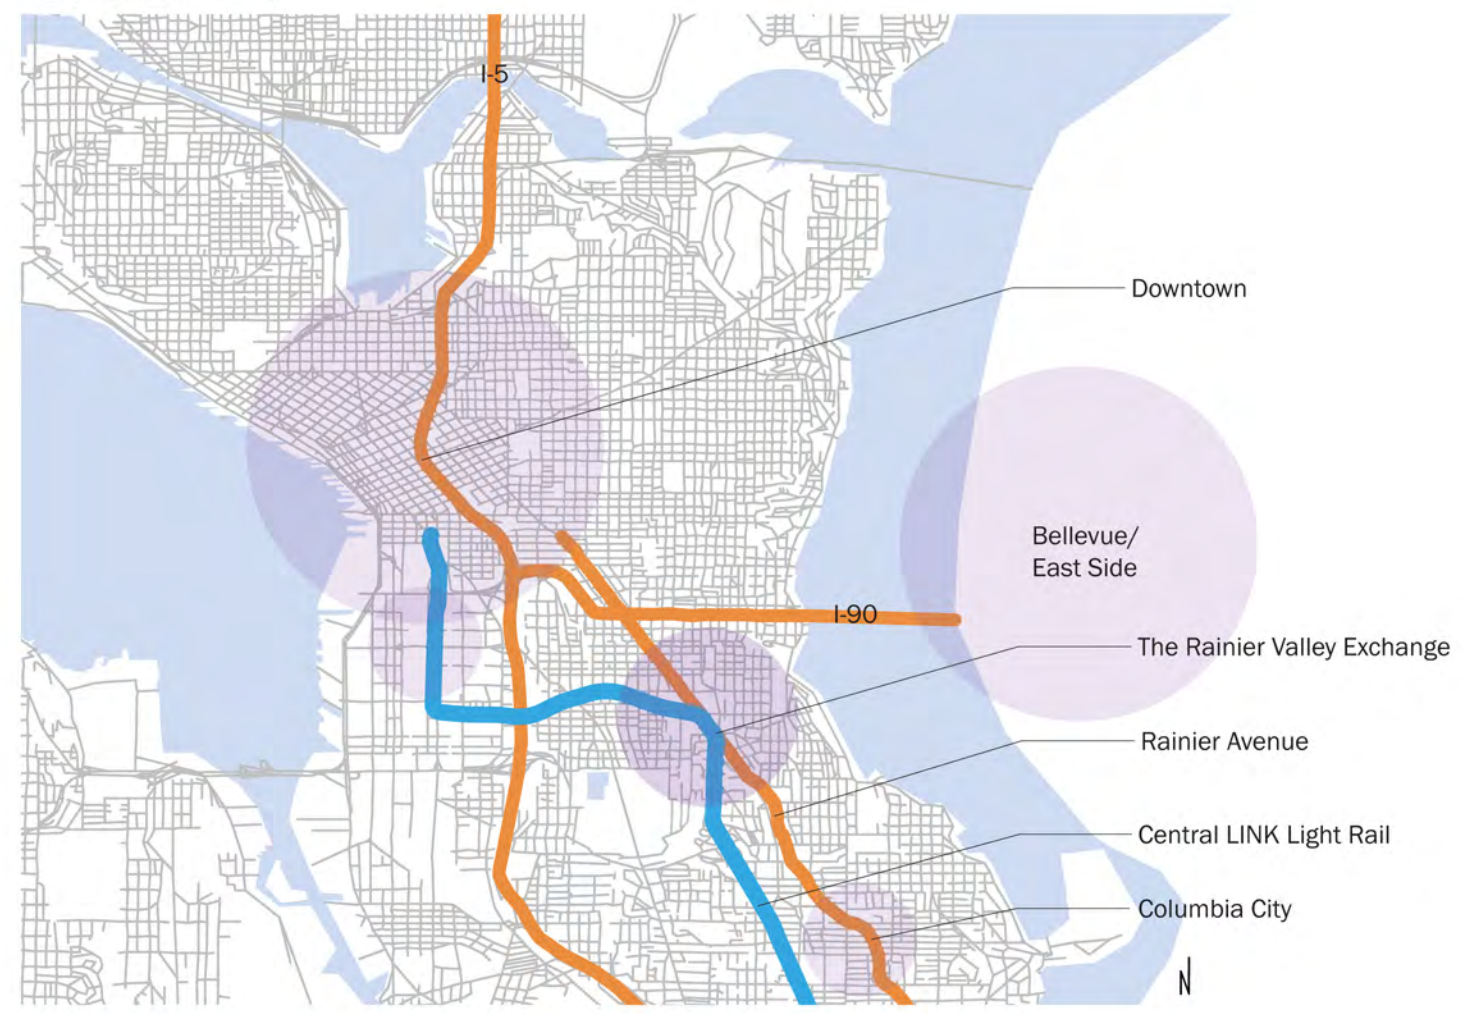 I-5
Downtown
Bellevue/
East Side
I-90
The Rainier Valley Exchange
Rainier Avenue
Central LINK Light Rail
Columbia City
N